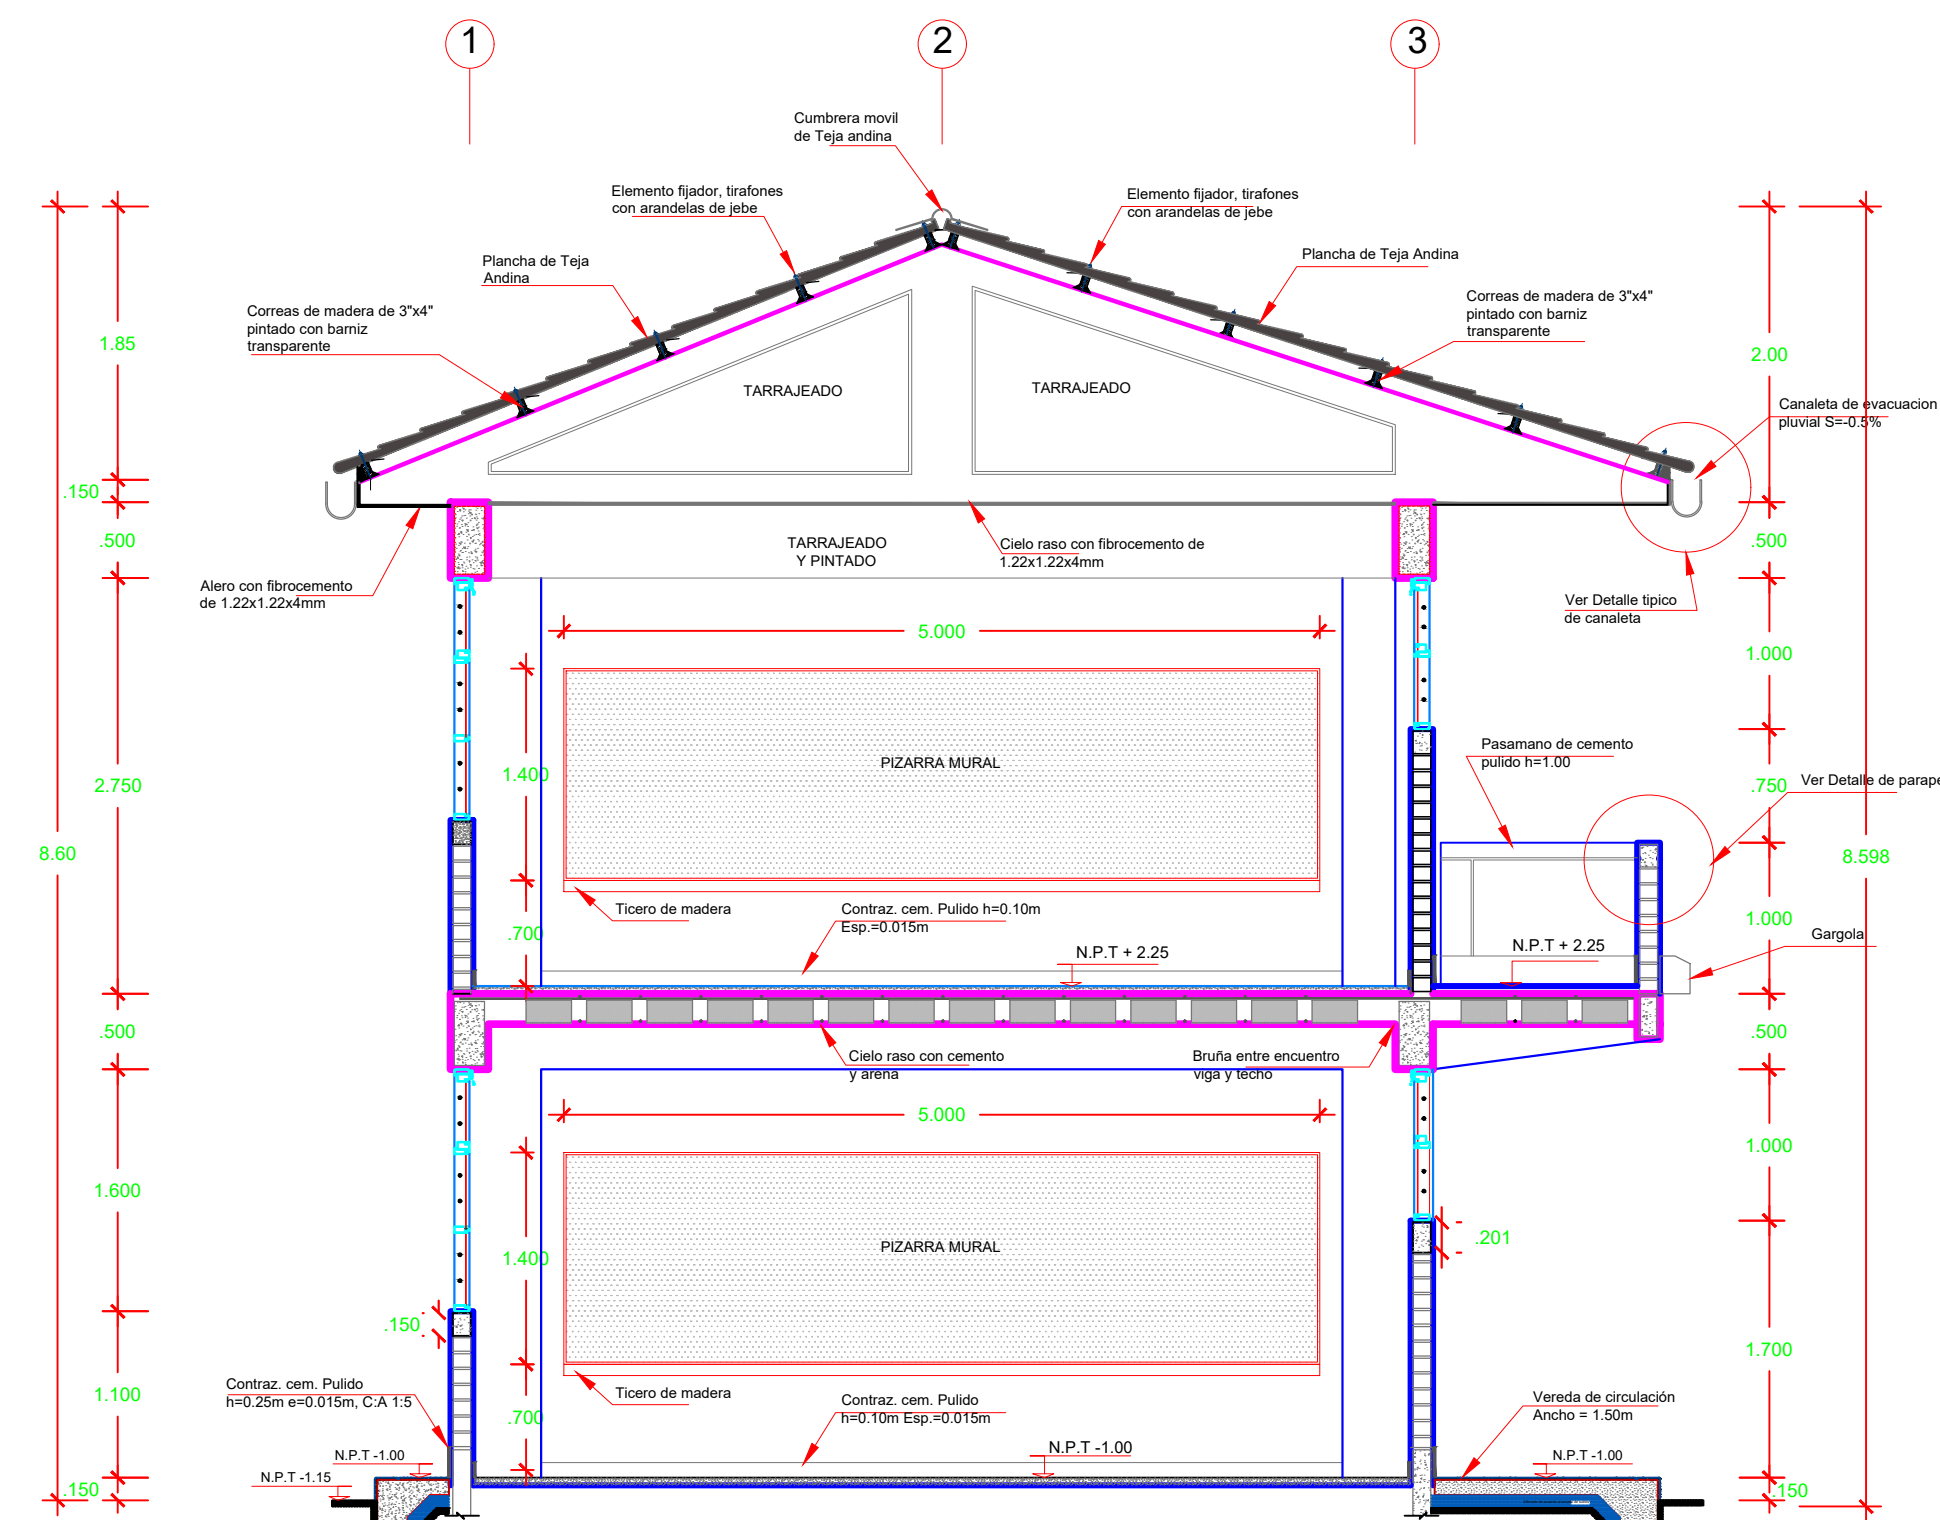 1
2
3
Cumbrera movil
de Teja andina
Elemento fijador, tirafones
con arandelas de jebe
Elemento fijador, tirafones
con arandelas de jebe
Plancha de Teja
Andina
Plancha de Teja Andina
Correas de madera de 3"x4"
pintado con barniz
transparente
Correas de madera de 3"x4"
pintado con barniz
transparente
1.85
2.00
TARRAJEADO
TARRAJEADO
Canaleta de evacuacion
pluvial S=-0.5%
.150
.500
TARRAJEADO
Y PINTADO
Cielo raso con fibrocemento de
1.22x1.22x4mm
.500
Alero con fibrocemento
de 1.22x1.22x4mm
Ver Detalle tipico
de canaleta
5.000
1.000
Pasamano de cemento
pulido h=1.00
PIZARRA MURAL
1.400
2.750
.750
Ver Detalle de parape
8.60
8.598
Ticero de madera
Contraz. cem. Pulido h=0.10m
Esp.=0.015m
.700
1.000
Gargola
N.P.T + 2.25
N.P.T + 2.25
.500
.500
Cielo raso con cemento
y arena
Bruña entre encuentro
viga y techo
5.000
1.000
1.600
.201
PIZARRA MURAL
1.400
.150
1.700
Contraz. cem. Pulido
h=0.25m e=0.015m, C:A 1:5
1.100
Ticero de madera
Contraz. cem. Pulido
h=0.10m Esp.=0.015m
.700
Vereda de circulación
Ancho = 1.50m
N.P.T -1.00
N.P.T -1.00
N.P.T -1.00
N.P.T -1.15
.150
.150